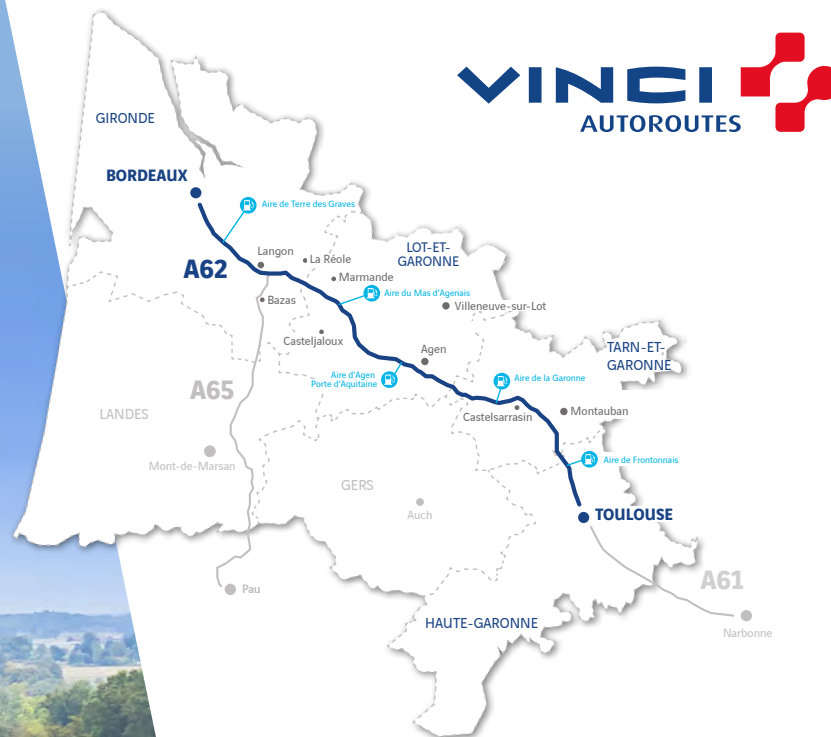 VINCI
AUTOROUTES
GIRONDE
BORDEAUX
Aire de Terre des Graves
A62
Langon
La Réole
LOT-ET-
GARONNE
Marmande
Aire du Mas d'Agenais
Bazas
Villeneuve-sur-Lot
Casteljaloux
Agen
TARN-ET-
GARONNE
Aire d'Agen
Porte d'Aquitaine
Aire de la Garonne
A65
LANDES
Castelsarrasin
Montauban
Mont-de-Marsan
Aire de Frontonnais
GERS
Auch
TOULOUSE
Pau
A61
HAUTE-GARONNE
Narbonne